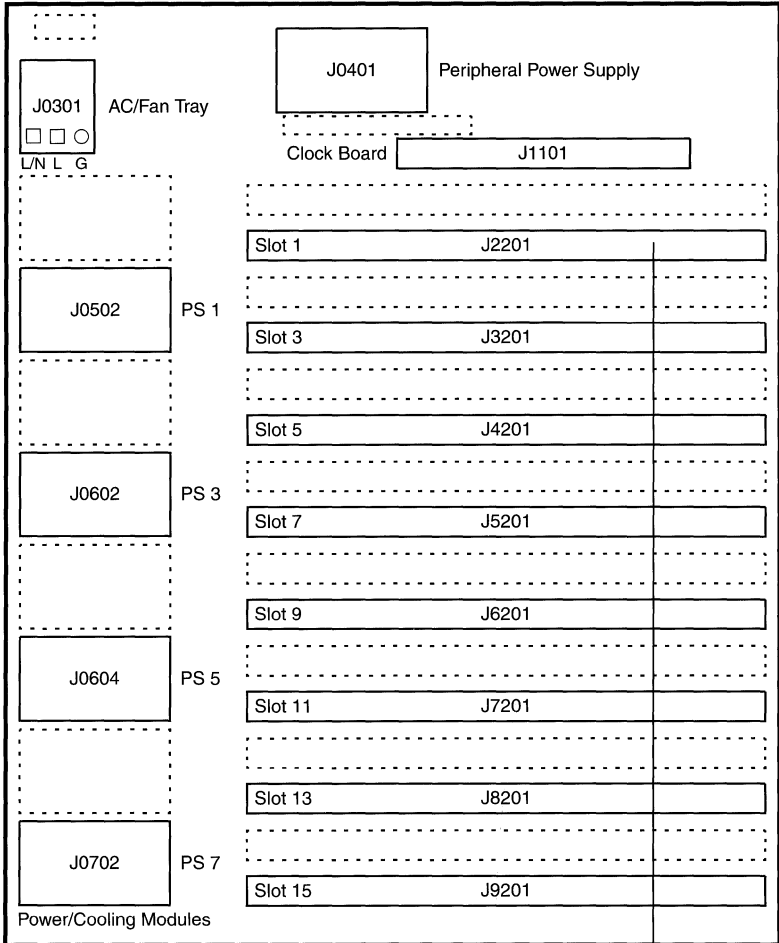 J0401 Peripheral Power Supply
J0301 AC/Fan Tray
L/N L G
Clock Board J1101
Slot 1 J2201
J0502 PS 1
Slot 3 J3201
Slot 5 J4201
J0602 PS 3
Slot 7 J5201
Slot 9 J6201
J0604 PS 5
Slot 11 J7201
Slot 13 J8201
J0702 PS 7
Slot 15 J9201
Power/Cooling Modules